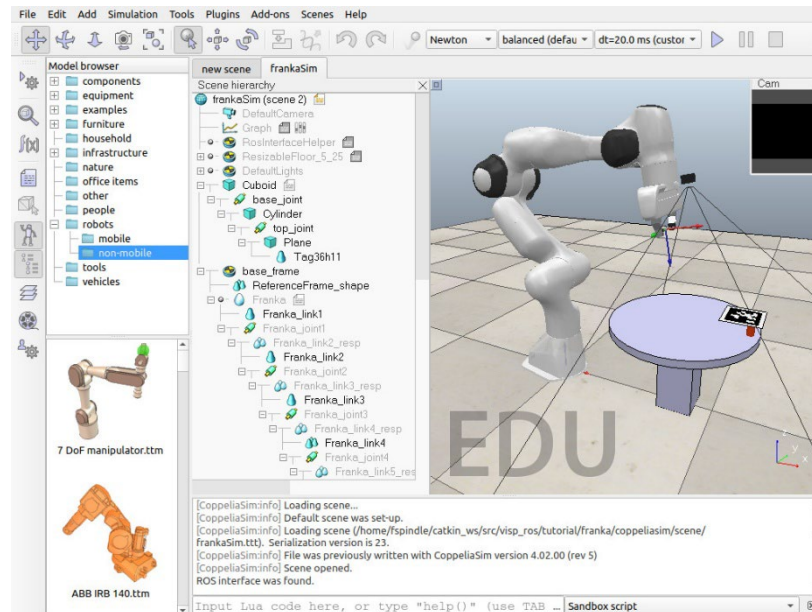 File Edit Add Simulation Tools Plugins Add-ons Scenes Help
Newton balanced (defau dt=20.0 ms (custor
Model browser
components
equipment
examples
furniture
household
infrastructure
nature
office items
other
people
robots
mobile
non-mobile
tools
vehicles
7 DoF manipulator.ttm
ABB IRB 140.ttm
new scene frankaSim
Scene hierarchy
frankaSim (scene 2)
DefaultCamera
Graph
RosInterfaceHelper
ResizableFloor_5_25
DefaultLights
Cuboid
base_joint
Cylinder
top_joint
Plane
Tag36h11
base_frame
ReferenceFrame_shape
Franka
Franka_link1
Franka_joint1
Franka_link2_resp
Franka_link2
Franka_joint2
Franka_link3_resp
Franka_link3
Franka_joint3
Franka_link4_resp
Franka_link4
Franka_joint4
Franka_link5_res
Cam
EDU
z
y
x
[CoppeliaSim:info] Loading scene...
[CoppeliaSim:info] Default scene was set-up.
[CoppeliaSim:info] Loading scene (/home/fspindle/catkin_ws/src/visp_ros/tutorial/franka/coppeliasim/scene/
frankaSim.ttt). Serialization version is 23.
[CoppeliaSim:info] File was previously written with CoppeliaSim version 4.02.00 (rev 5)
[CoppeliaSim:info] Scene opened.
ROS interface was found.
Input Lua code here, or type "help()" (use TAB ... Sandbox script